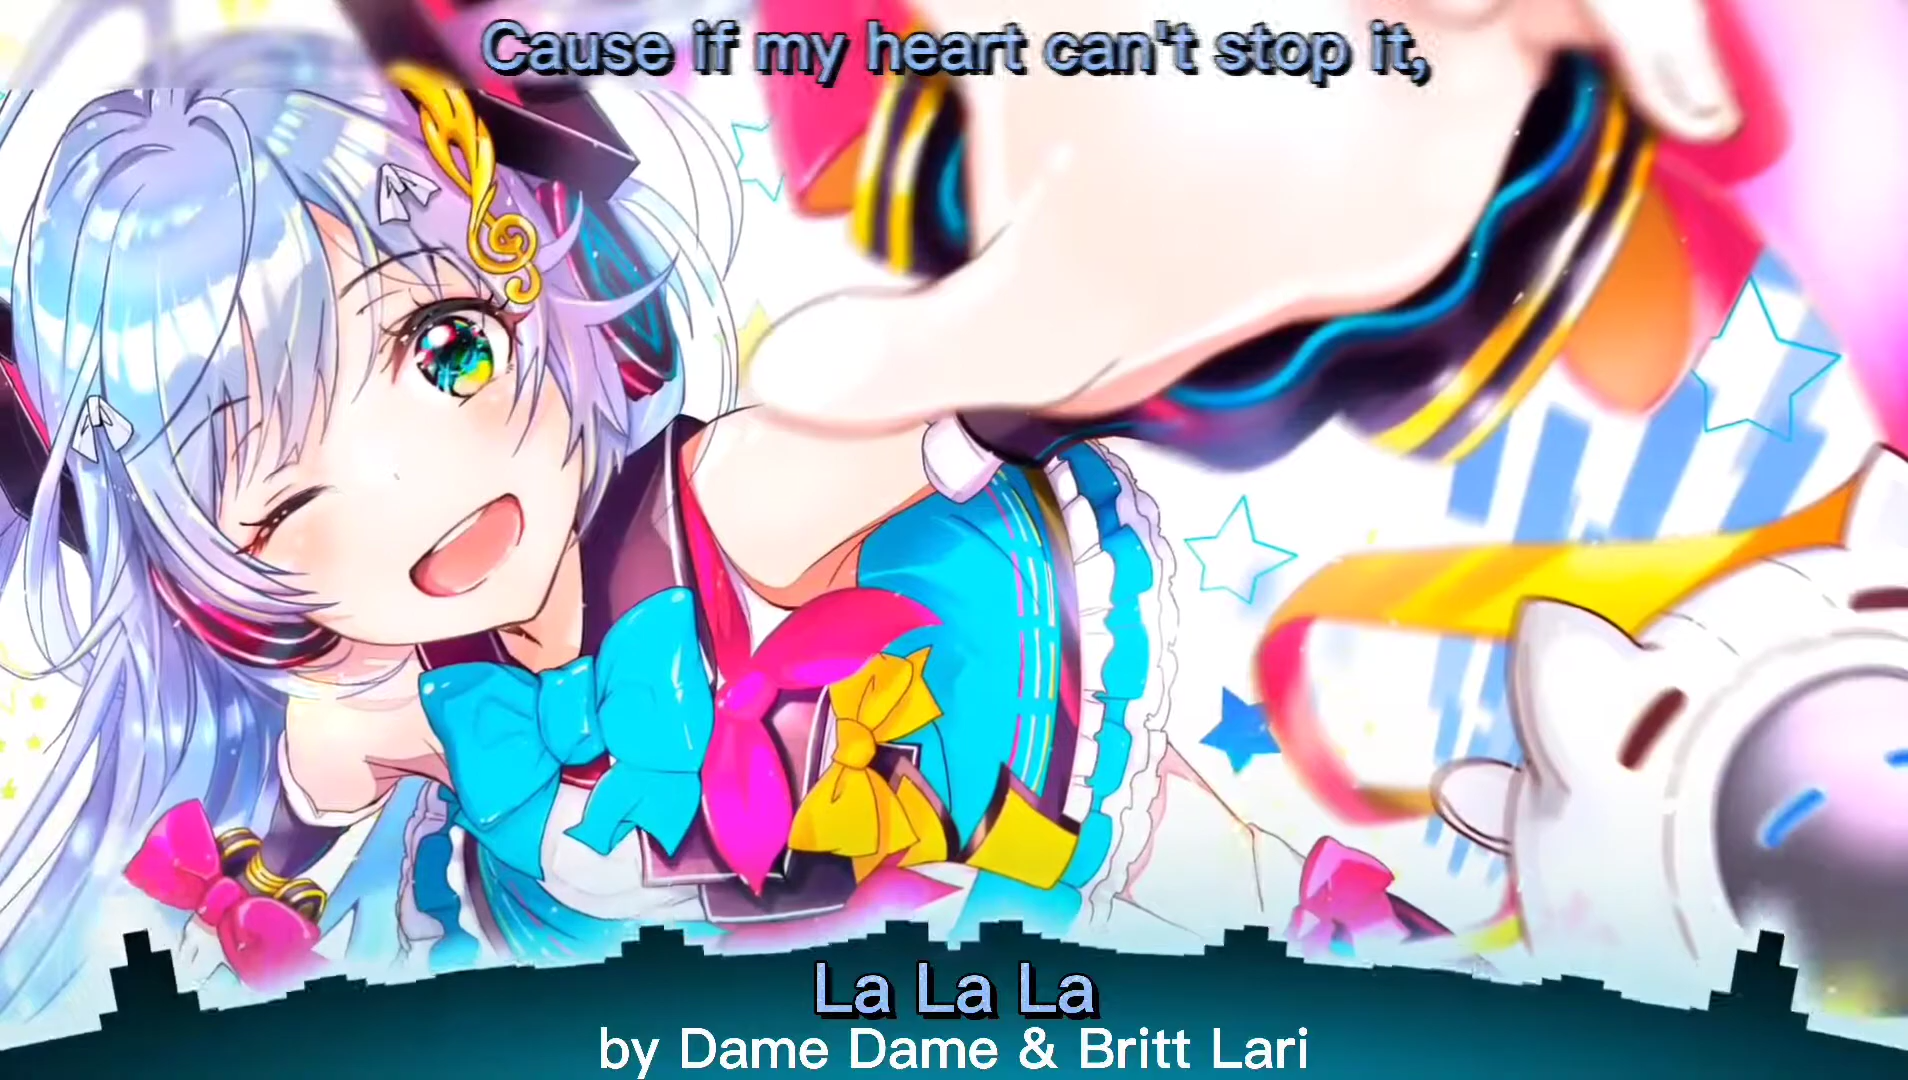 Cause if my heart can't stop it,
La La La
by Dame Dame & Britt Lari